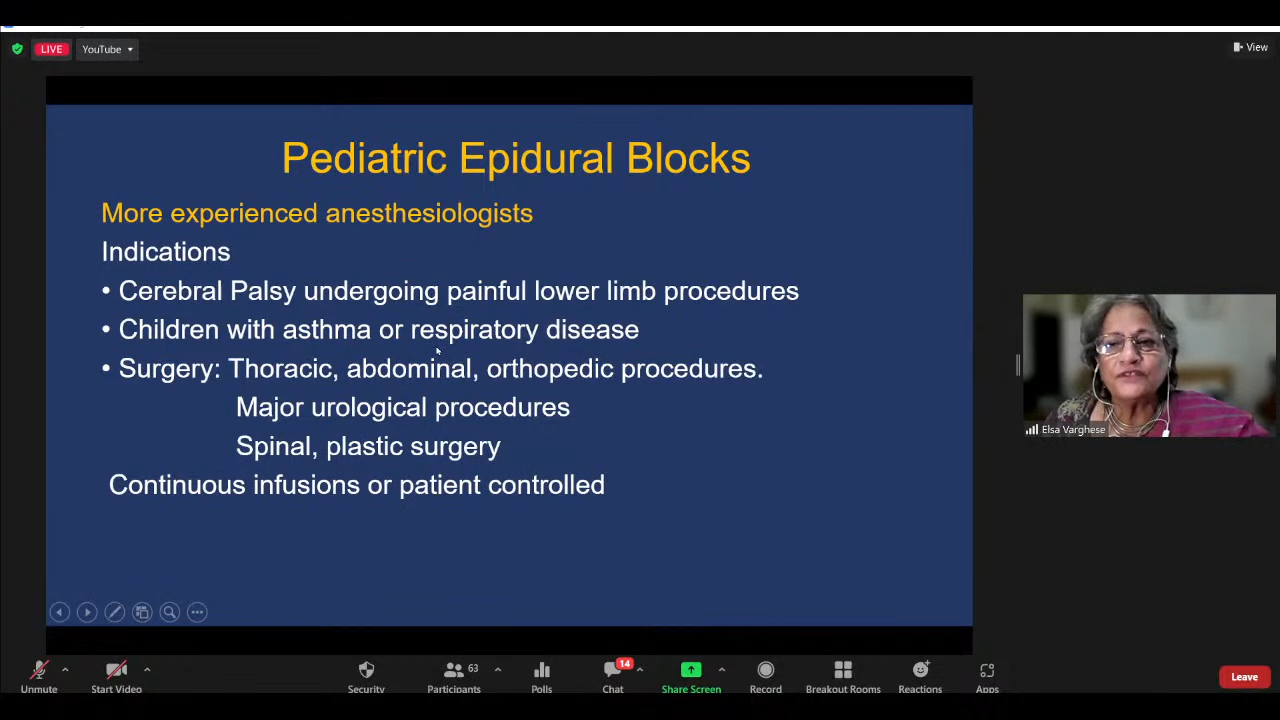 LIVE
YouTube
View
Pediatric Epidural Blocks
More experienced anesthesiologists
Indications
• Cerebral Palsy undergoing painful lower limb procedures
• Children with asthma or respiratory disease
• Surgery: Thoracic, abdominal, orthopedic procedures.
Major urological procedures
Spinal, plastic surgery
Continuous infusions or patient controlled
Elsa Varghese
63
14
Unmute
Start Video
Security
Participants
Polls
Chat
Share Screen
Record
Breakout Rooms
Reactions
Apps
Leave